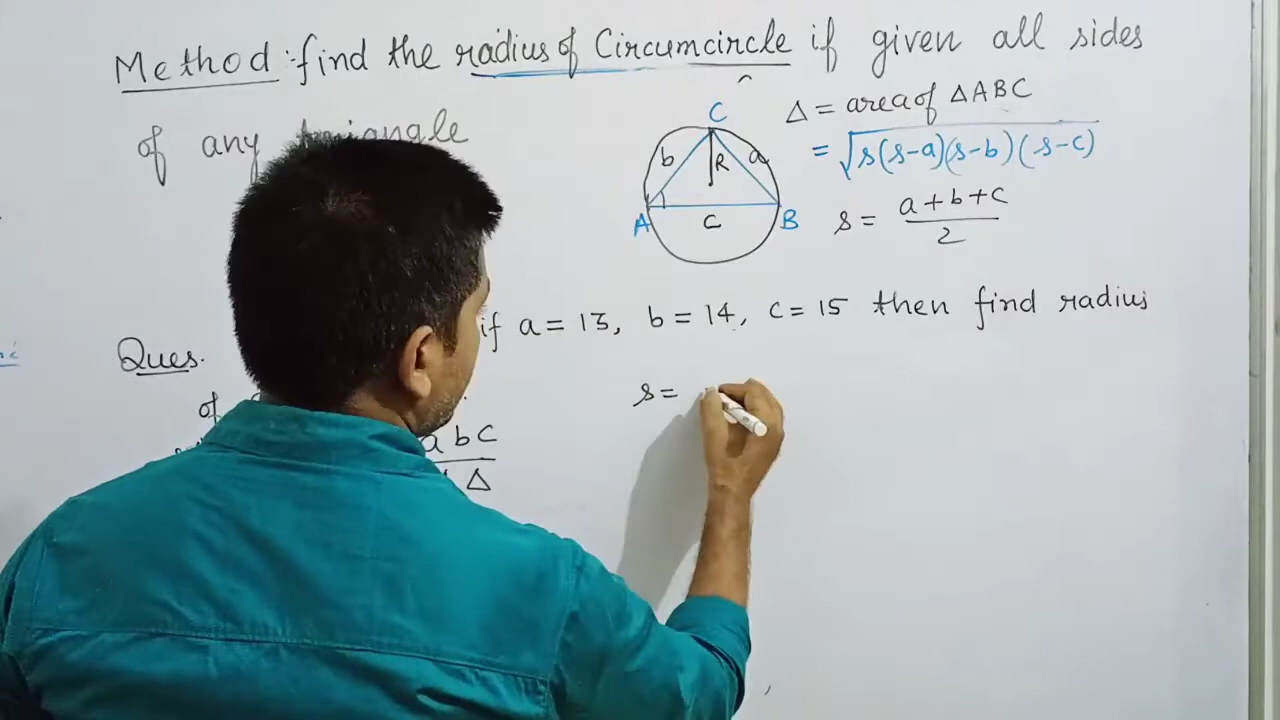 Method :- find the radius of Circumcircle if given all sides
of any triangle
C
b
R
a
A
c
B
Δ = area of ΔABC
= √s(s-a)(s-b)(s-c)
s = a+b+c
2
Ques.
if a = 13, b = 14, c = 15 then find radius
of
s =
abc
Δ